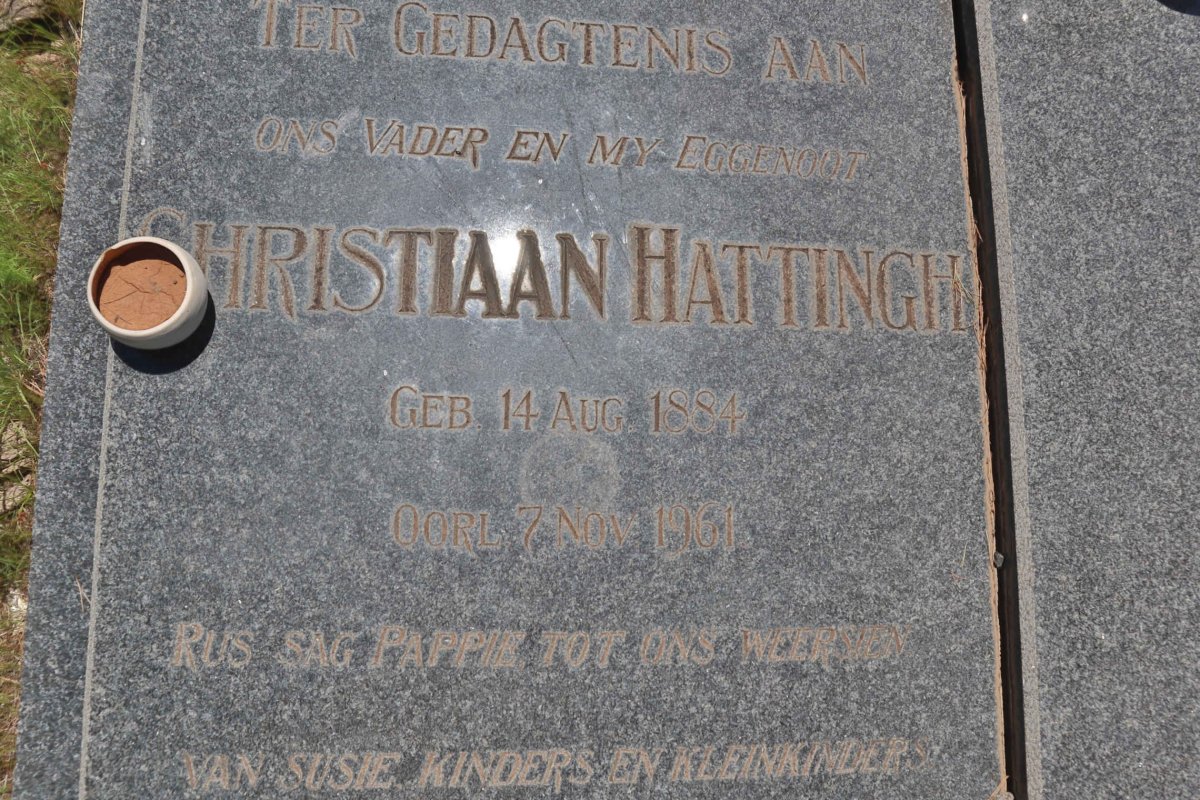 TER GEDAGTENIS AAN
ONS VADER EN MY EGGENOOT
CHRISTIAAN HATTINGH
GEB. 14 AUG. 1884
OORL. 7 NOV. 1961.
RUS SAG PAPPIE, TOT ONS WEERSIEN
VAN SUSIE KINDERS EN KLEINKINDERS